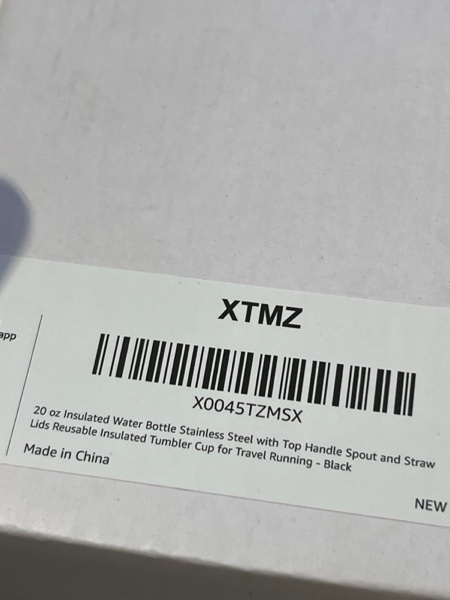 XTMZ
app
X0045TZMSX
20 oz Insulated Water Bottle Stainless Steel with Top Handle Spout and Straw
Lids Reusable Insulated Tumbler Cup for Travel Running - Black
Made in China
NEW